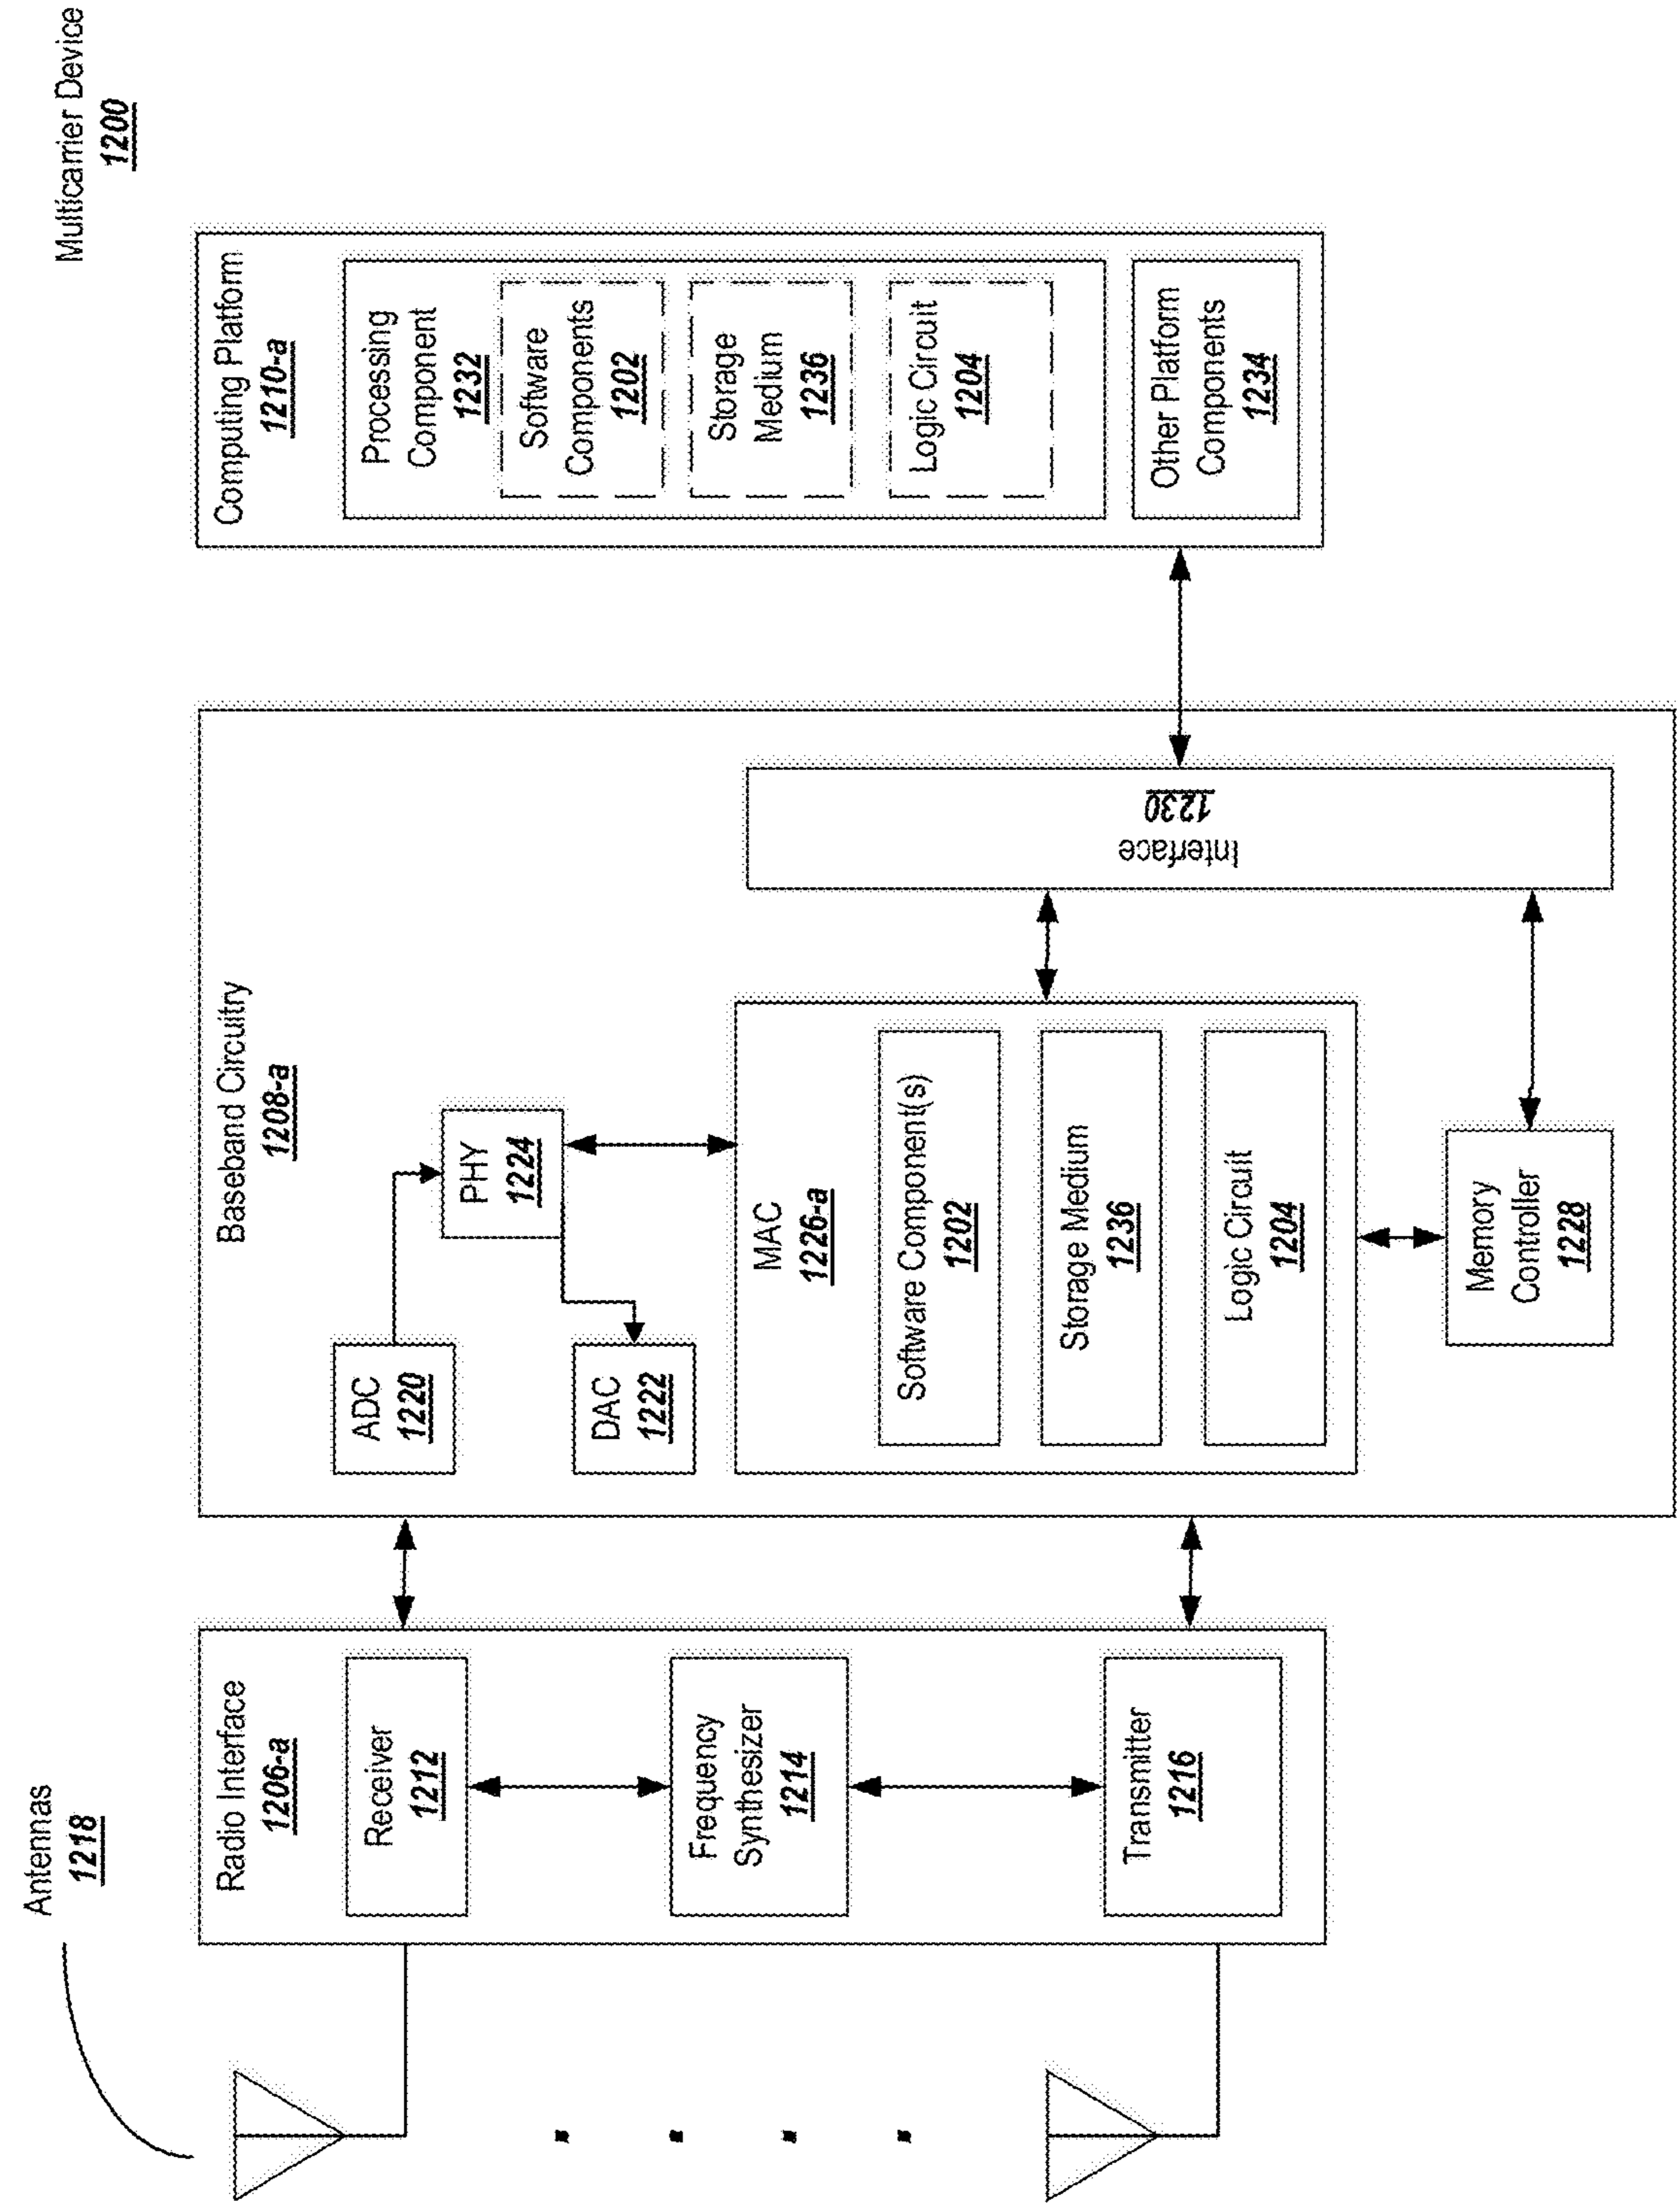 Multicarrier Device
1200
Antennas
1218
Radio Interface
1206-a
Receiver
1212
Frequency
Synthesizer
1214
Transmitter
1216
Baseband Circuitry
1208-a
ADC
1220
PHY
1224
DAC
1222
MAC
1226-a
Software Component(s)
1202
Storage Medium
1236
Logic Circuit
1204
Memory
Controller
1228
Interface
1230
Computing Platform
1210-a
Processing
Component
1232
Software
Components
1202
Storage
Medium
1236
Logic Circuit
1204
Other Platform
Components
1234